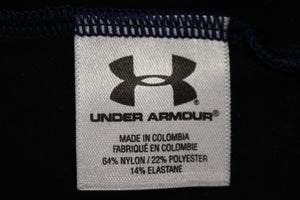 UNDER ARMOUR®
MADE IN COLOMBIA
FABRIQUÉ EN COLOMBIE
64% NYLON / 22% POLYESTER
14% ELASTANE